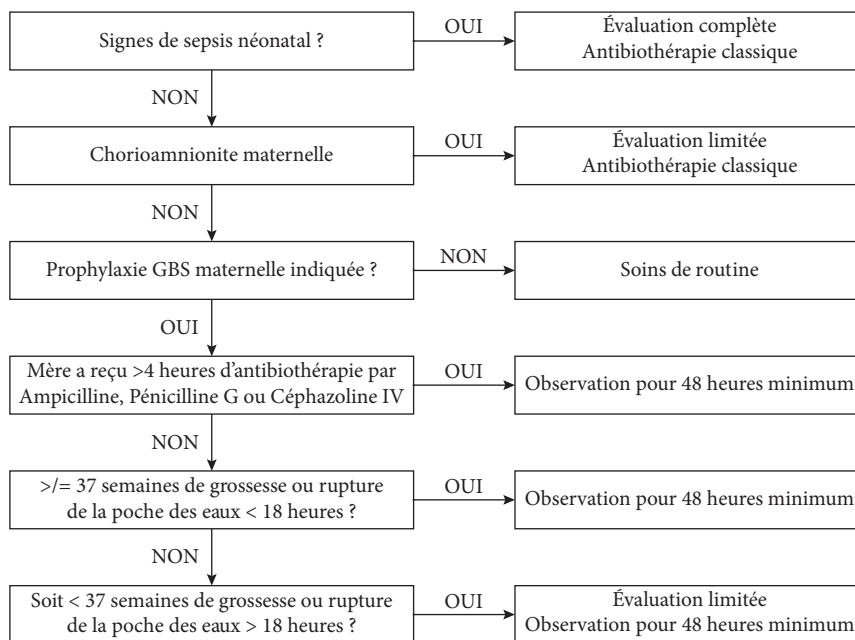 Signes de sepsis néonatal ?
OUI
Évaluation complète
Antibiothérapie classique
NON
Chorioamnionite maternelle
OUI
Évaluation limitée
Antibiothérapie classique
NON
Prophylaxie GBS maternelle indiquée ?
NON
Soins de routine
OUI
Mère a reçu >4 heures d'antibiothérapie par
Ampicilline, Pénicilline G ou Céphazoline IV
OUI
Observation pour 48 heures minimum
NON
>/= 37 semaines de grossesse ou rupture
de la poche des eaux < 18 heures ?
OUI
Observation pour 48 heures minimum
NON
Soit < 37 semaines de grossesse ou rupture
de la poche des eaux > 18 heures ?
OUI
Évaluation limitée
Observation pour 48 heures minimum